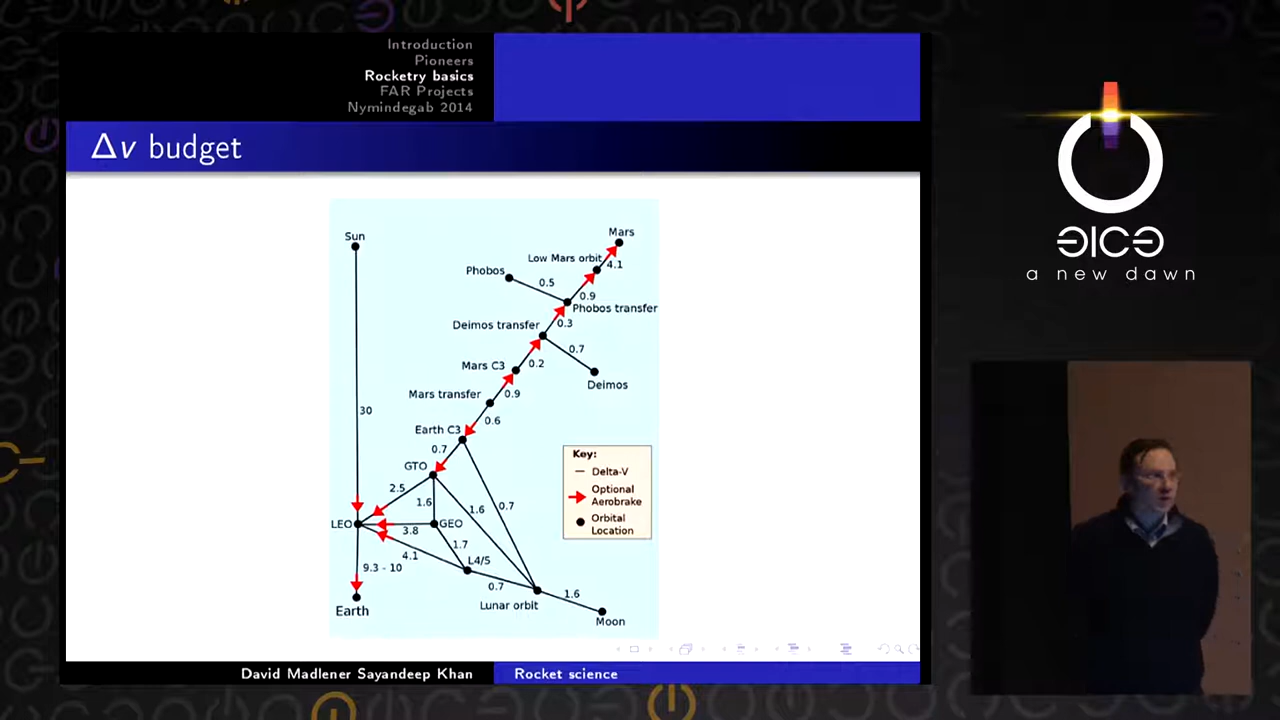 Introduction
Pioneers
Rocketry basics
FAR Projects
Nymindegab 2014
Δv budget
Sun
Mars
Low Mars orbit
4.1
Phobos
0.5
0.9
Phobos transfer
Deimos transfer
0.3
0.7
Mars C3
0.2
Deimos
Mars transfer
0.9
30
0.6
Earth C3
0.7
GTO
2.5
1.6
1.6
0.7
LEO
GEO
3.8
1.7
4.1
L4/5
9.3 - 10
0.7
1.6
Earth
Lunar orbit
Moon
Key:
Delta-V
Optional
Aerobrake
Orbital
Location
David Madlener Sayandeep Khan
Rocket science
ƎICƏ
a new dawn